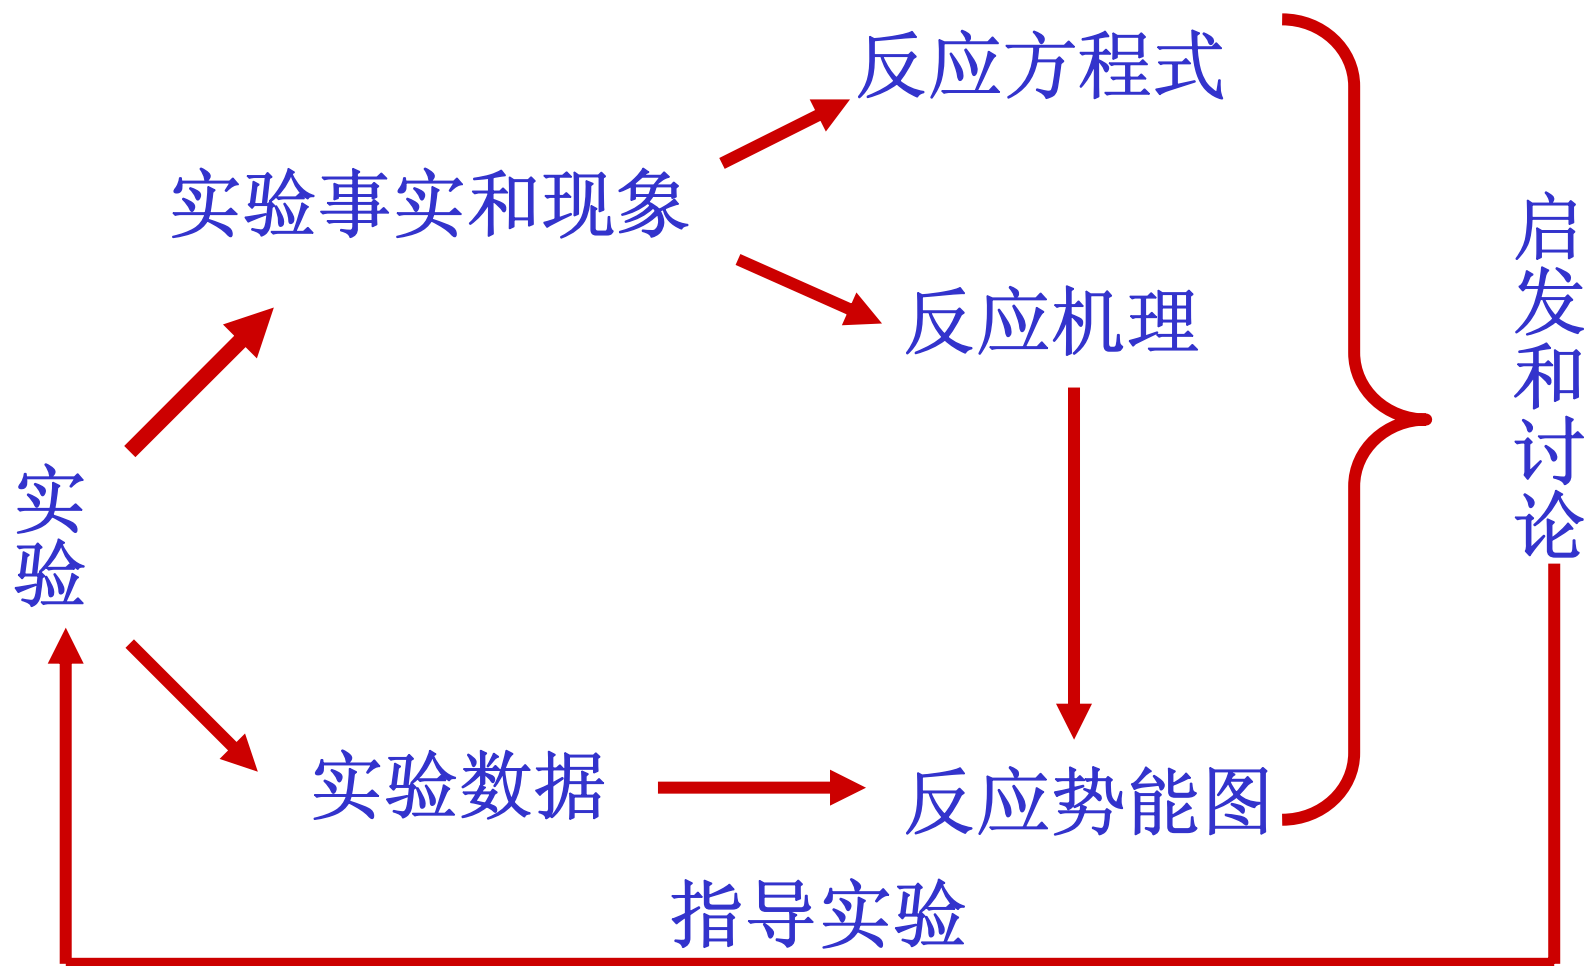 反应方程式
实验事实和现象
反应机理
启发和讨论
实验
实验数据
反应势能图
指导实验